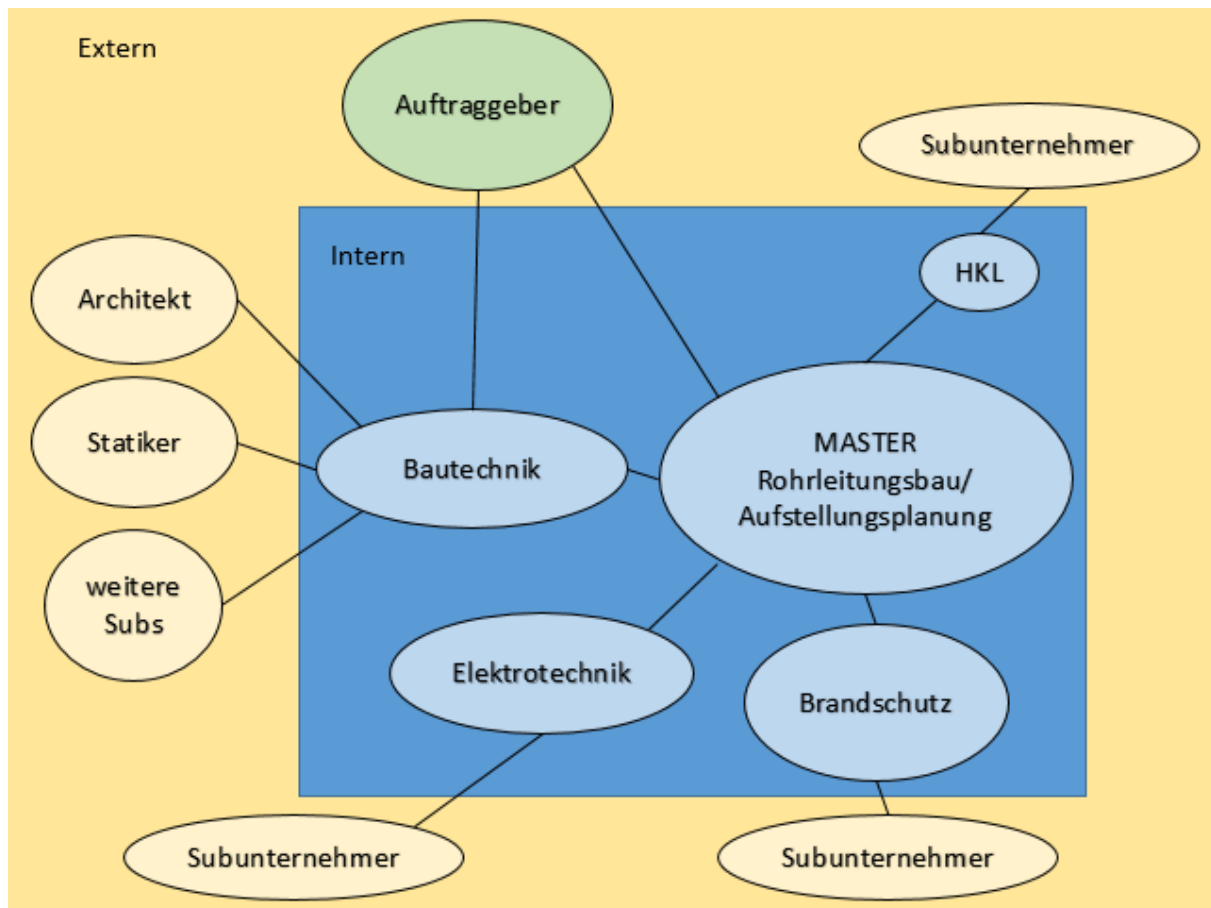 Extern
Auftraggeber
Subunternehmer
Intern
HKL
Architekt
Statiker
Bautechnik
MASTER
Rohrleitungsbau/
Aufstellungsplanung
weitere
Subs
Elektrotechnik
Brandschutz
Subunternehmer
Subunternehmer